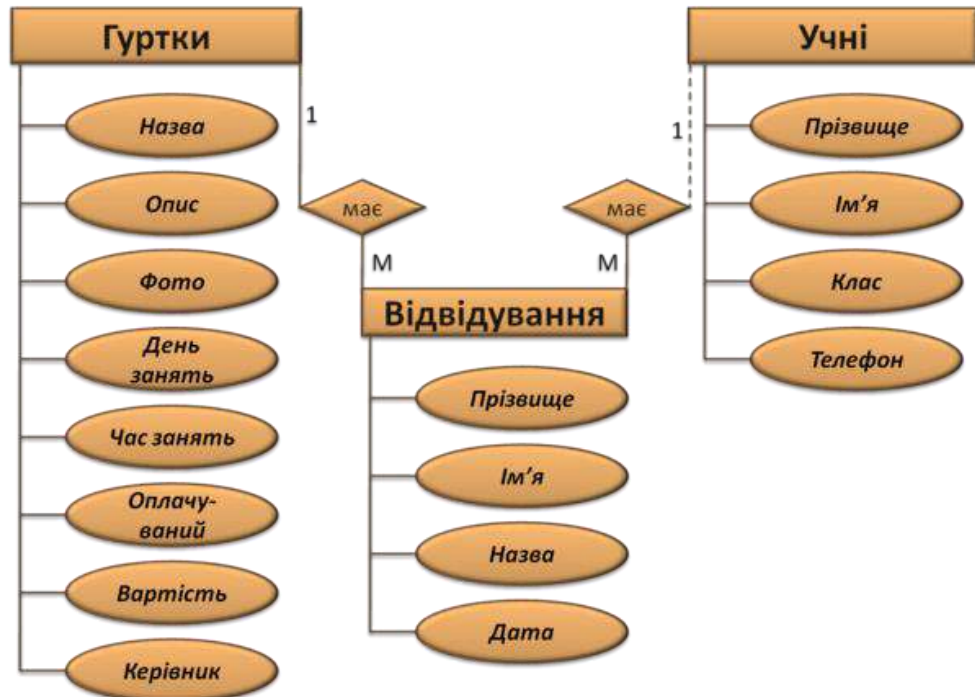 Гуртки
Назва
Опис
Фото
День
занять
Час занять
Оплачу-
ваний
Вартість
Керівник
1
має
М
Відвідування
Прізвище
Ім’я
Назва
Дата
М
має
1
Учні
Прізвище
Ім’я
Клас
Телефон